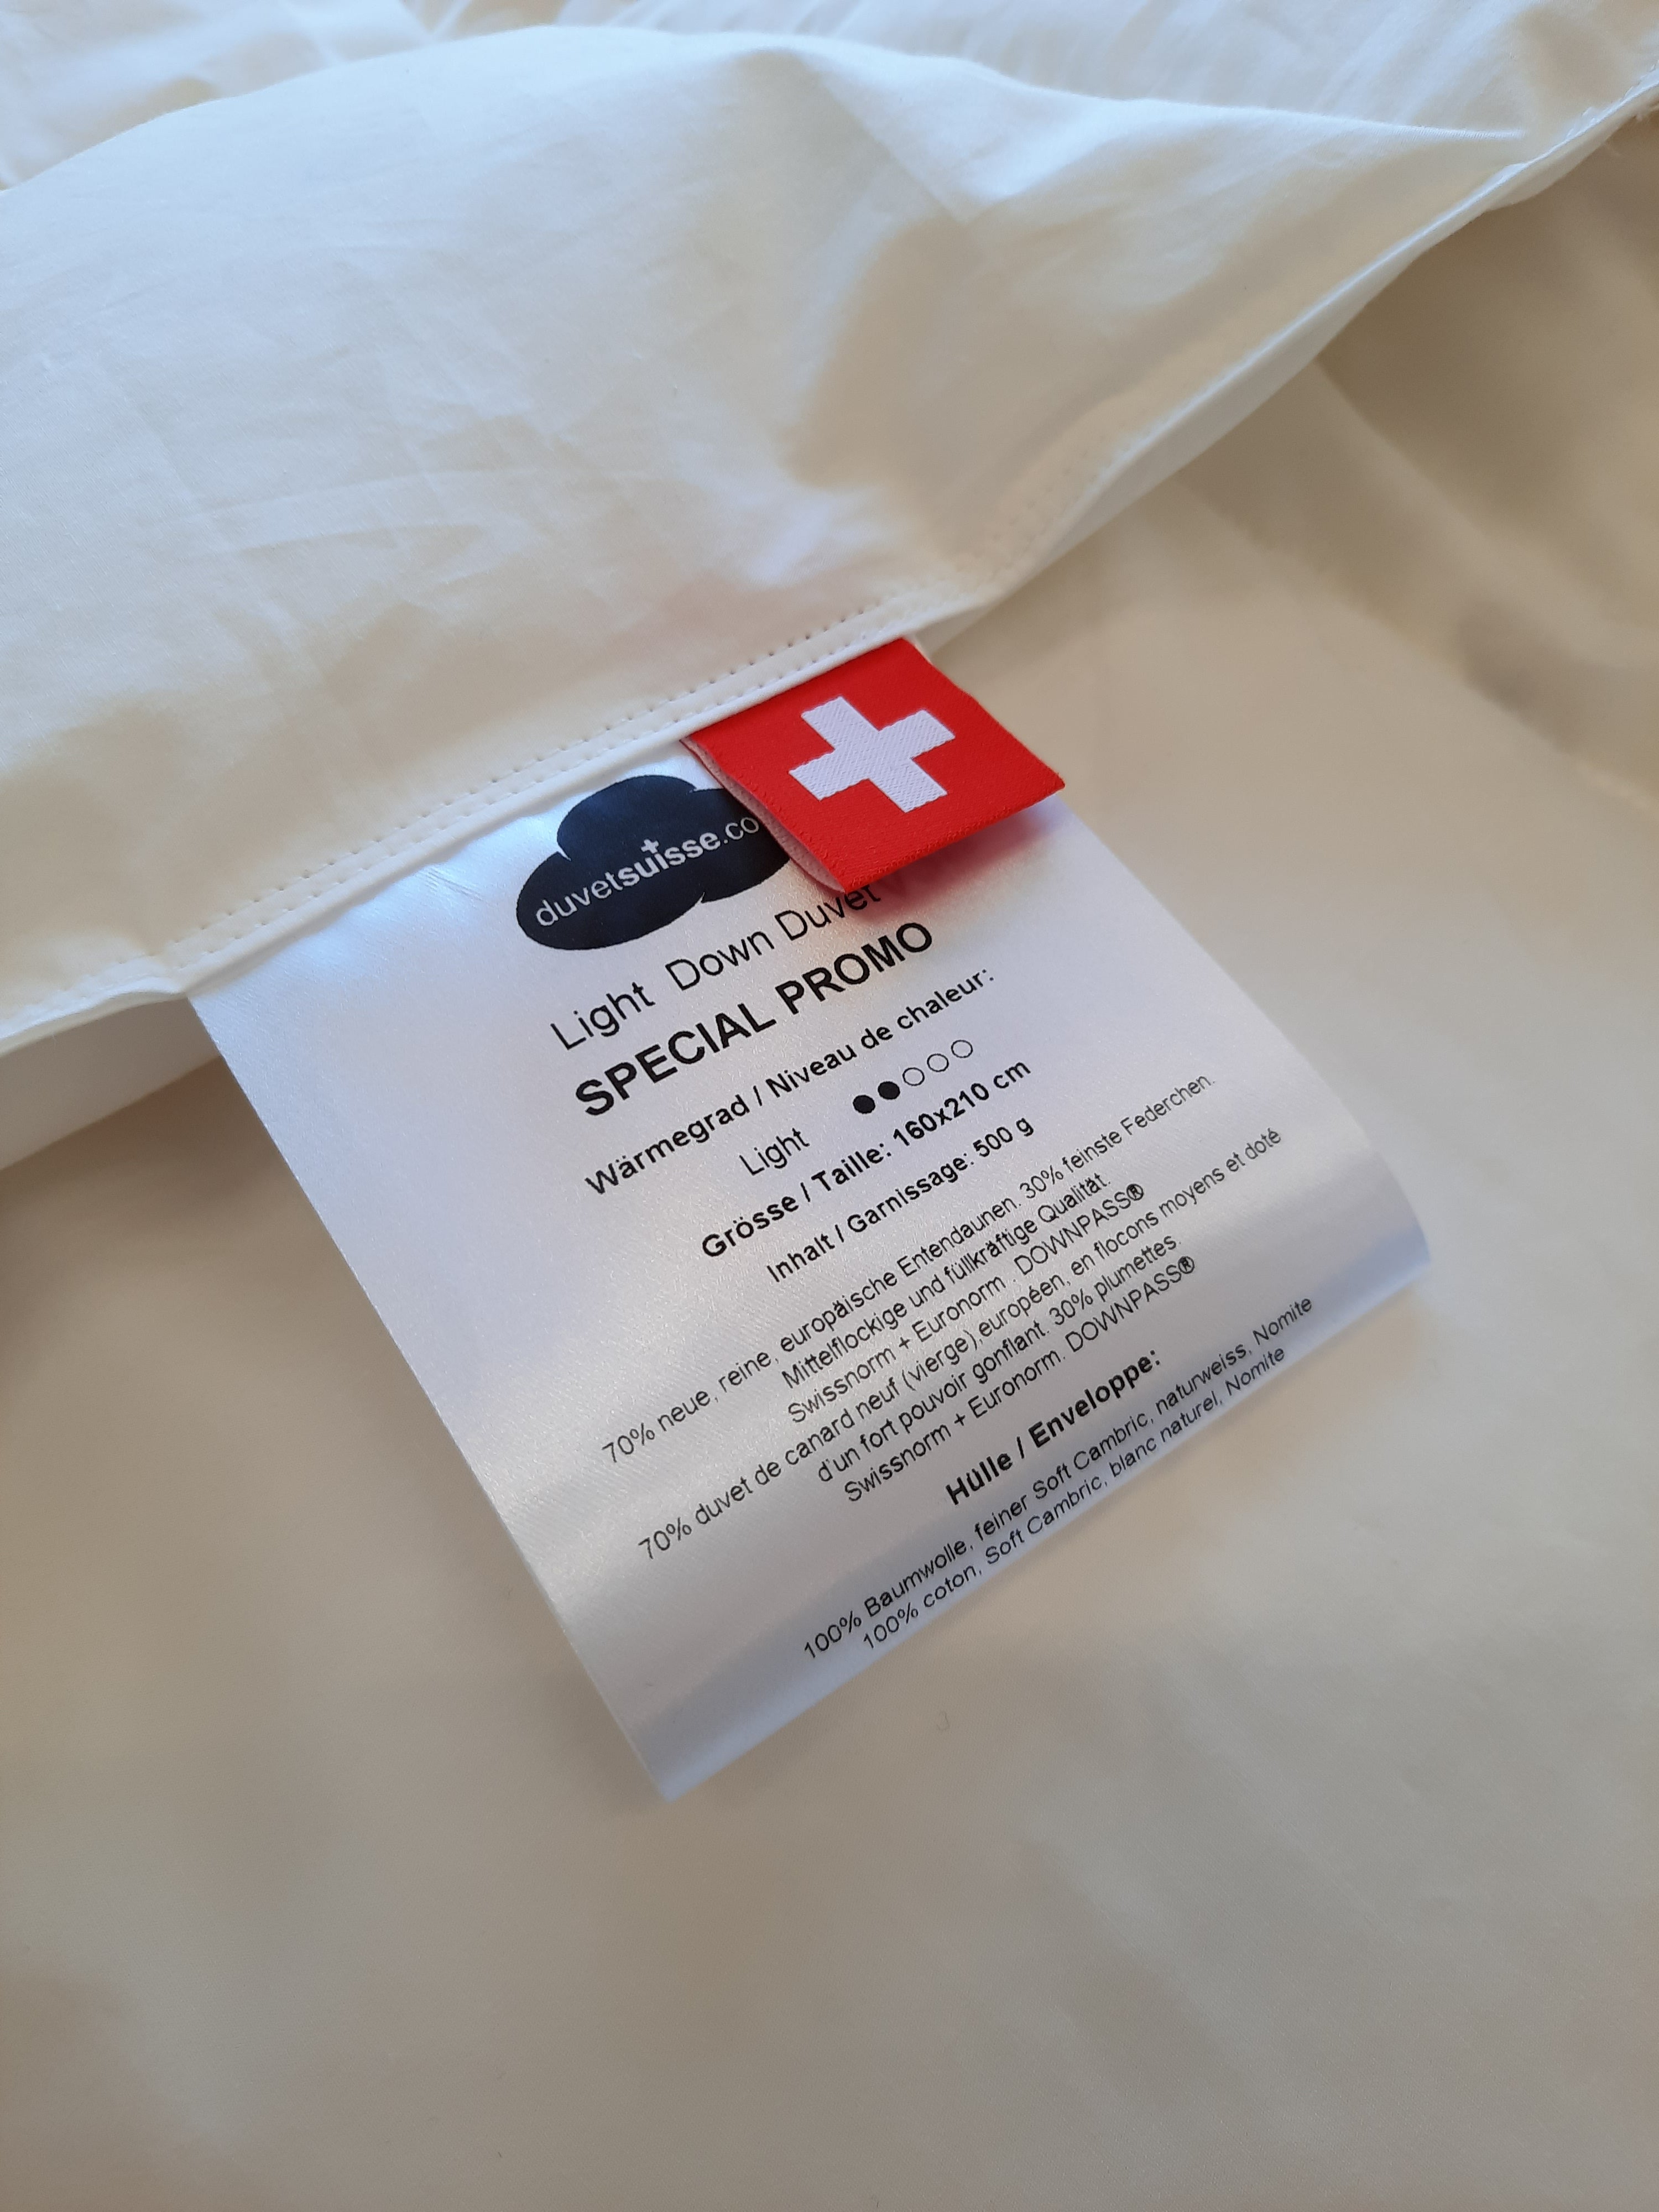 duvetsuisse.co
Light Down Duvet
SPECIAL PROMO
Wärmegrad / Niveau de chaleur:
Light ●●○○○
Grösse / Taille: 160x210 cm
Inhalt / Garnissage: 500 g
70% neue, reine, europäische Entendaunen. 30% feinste Federchen.
Mittelflockige und füllkräftige Qualität.
Swissnorm + Euronorm . DOWNPASS®
70% duvet de canard neuf (vierge),européen, en flocons moyens et doté
d'un fort pouvoir gonflant. 30% plumettes.
Swissnorm + Euronorm. DOWNPASS®
Hülle / Enveloppe:
100% Baumwolle, feiner Soft Cambric, naturweiss, Nomite
100% coton, Soft Cambric, blanc naturel, Nomite